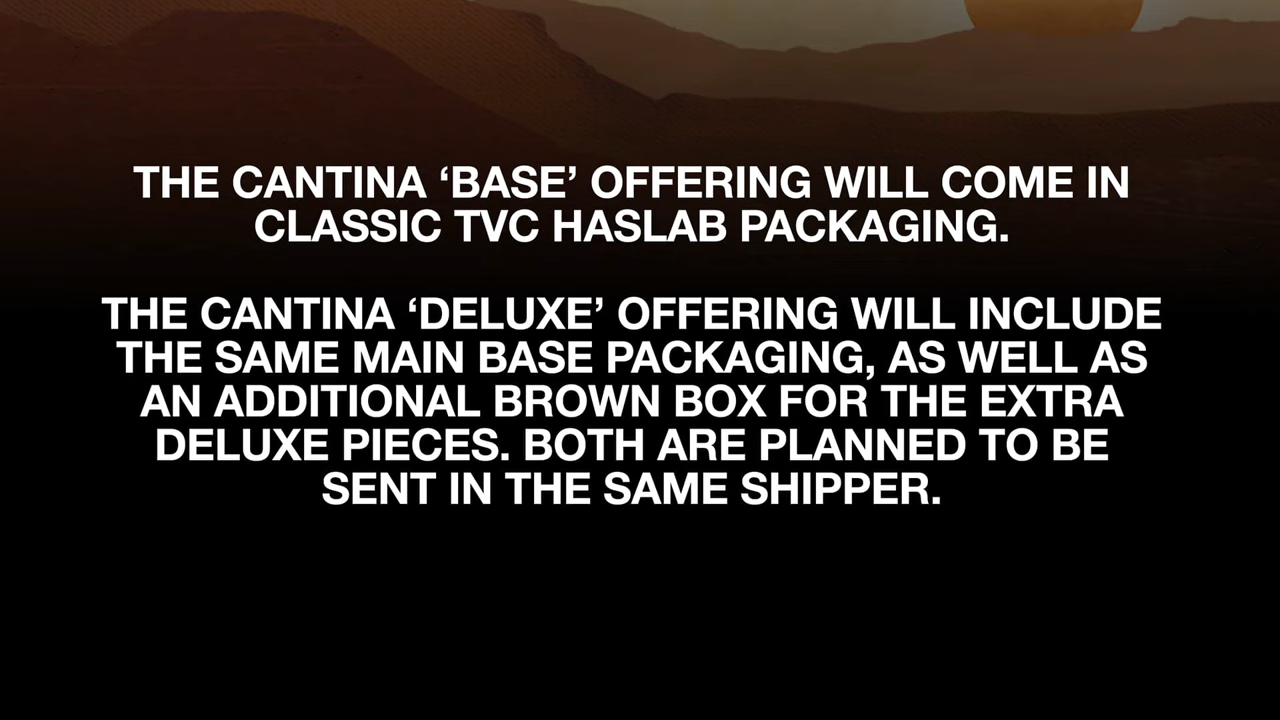 THE CANTINA ‘BASE’ OFFERING WILL COME IN
CLASSIC TVC HASLAB PACKAGING.
THE CANTINA ‘DELUXE’ OFFERING WILL INCLUDE
THE SAME MAIN BASE PACKAGING, AS WELL AS
AN ADDITIONAL BROWN BOX FOR THE EXTRA
DELUXE PIECES. BOTH ARE PLANNED TO BE
SENT IN THE SAME SHIPPER.